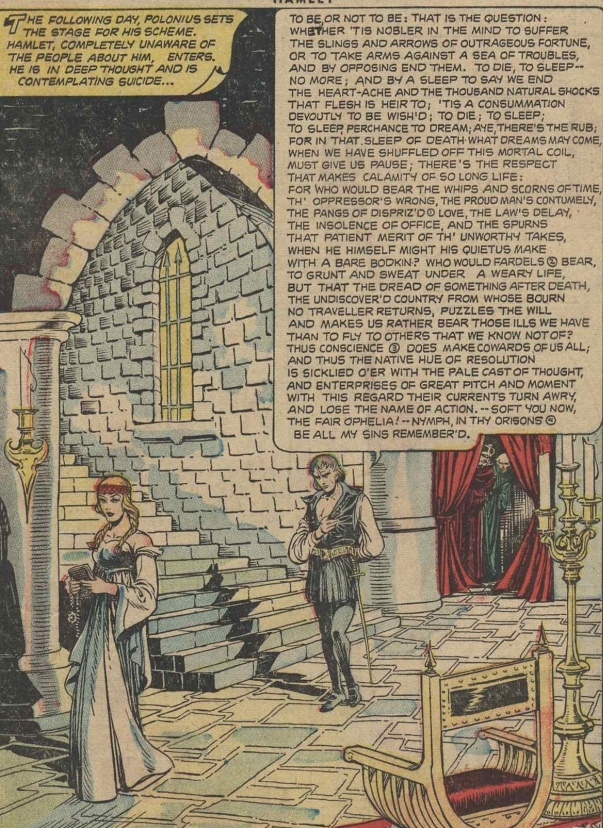 HAMLET
THE FOLLOWING DAY, POLONIUS SETS
THE STAGE FOR HIS SCHEME.
HAMLET, COMPLETELY UNAWARE OF
THE PEOPLE ABOUT HIM, ENTERS.
HE IS IN DEEP THOUGHT AND IS
CONTEMPLATING SUICIDE...
TO BE, OR NOT TO BE: THAT IS THE QUESTION:
WHETHER 'TIS NOBLER IN THE MIND TO SUFFER
THE SLINGS AND ARROWS OF OUTRAGEOUS FORTUNE,
OR TO TAKE ARMS AGAINST A SEA OF TROUBLES,
AND BY OPPOSING END THEM. TO DIE, TO SLEEP--
NO MORE; AND BY A SLEEP TO SAY WE END
THE HEART-ACHE AND THE THOUSAND NATURAL SHOCKS
THAT FLESH IS HEIR TO; 'TIS A CONSUMMATION
DEVOUTLY TO BE WISH'D; TO DIE; TO SLEEP;
TO SLEEP, PERCHANCE TO DREAM; AYE, THERE'S THE RUB;
FOR IN THAT SLEEP OF DEATH WHAT DREAMS MAY COME,
WHEN WE HAVE SHUFFLED OFF THIS MORTAL COIL,
MUST GIVE US PAUSE; THERE'S THE RESPECT
THAT MAKES CALAMITY OF SO LONG LIFE:
FOR WHO WOULD BEAR THE WHIPS AND SCORNS OF TIME,
TH' OPPRESSOR'S WRONG, THE PROUD MAN'S CONTUMELY,
THE PANGS OF DISPRIZ'D ① LOVE, THE LAW'S DELAY,
THE INSOLENCE OF OFFICE, AND THE SPURNS
THAT PATIENT MERIT OF TH' UNWORTHY TAKES,
WHEN HE HIMSELF MIGHT HIS QUIETUS MAKE
WITH A BARE BODKIN? WHO WOULD FARDELS ② BEAR,
TO GRUNT AND SWEAT UNDER A WEARY LIFE,
BUT THAT THE DREAD OF SOMETHING AFTER DEATH,
THE UNDISCOVER'D COUNTRY FROM WHOSE BOURN
NO TRAVELLER RETURNS, PUZZLES THE WILL
AND MAKES US RATHER BEAR THOSE ILLS WE HAVE
THAN TO FLY TO OTHERS THAT WE KNOW NOT OF?
THUS CONSCIENCE ③ DOES MAKE COWARDS OF US ALL;
AND THUS THE NATIVE HUE OF RESOLUTION
IS SICKLIED O'ER WITH THE PALE CAST OF THOUGHT,
AND ENTERPRISES OF GREAT PITCH AND MOMENT
WITH THIS REGARD THEIR CURRENTS TURN AWRY,
AND LOSE THE NAME OF ACTION. -- SOFT YOU NOW,
THE FAIR OPHELIA! -- NYMPH, IN THY ORISONS ④
BE ALL MY SINS REMEMBER'D.